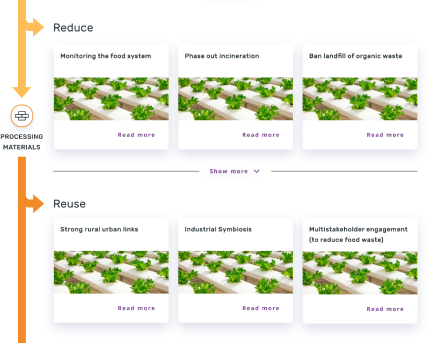 Reduce
Monitoring the food system
Phase out incineration
Ban landfill of organic waste
Read more
Read more
Read more
PROCESSING
MATERIALS
Show more
Reuse
Strong rural urban links
Industrial Symbiosis
Multistakeholder engagement
(to reduce food waste)
Read more
Read more
Read more